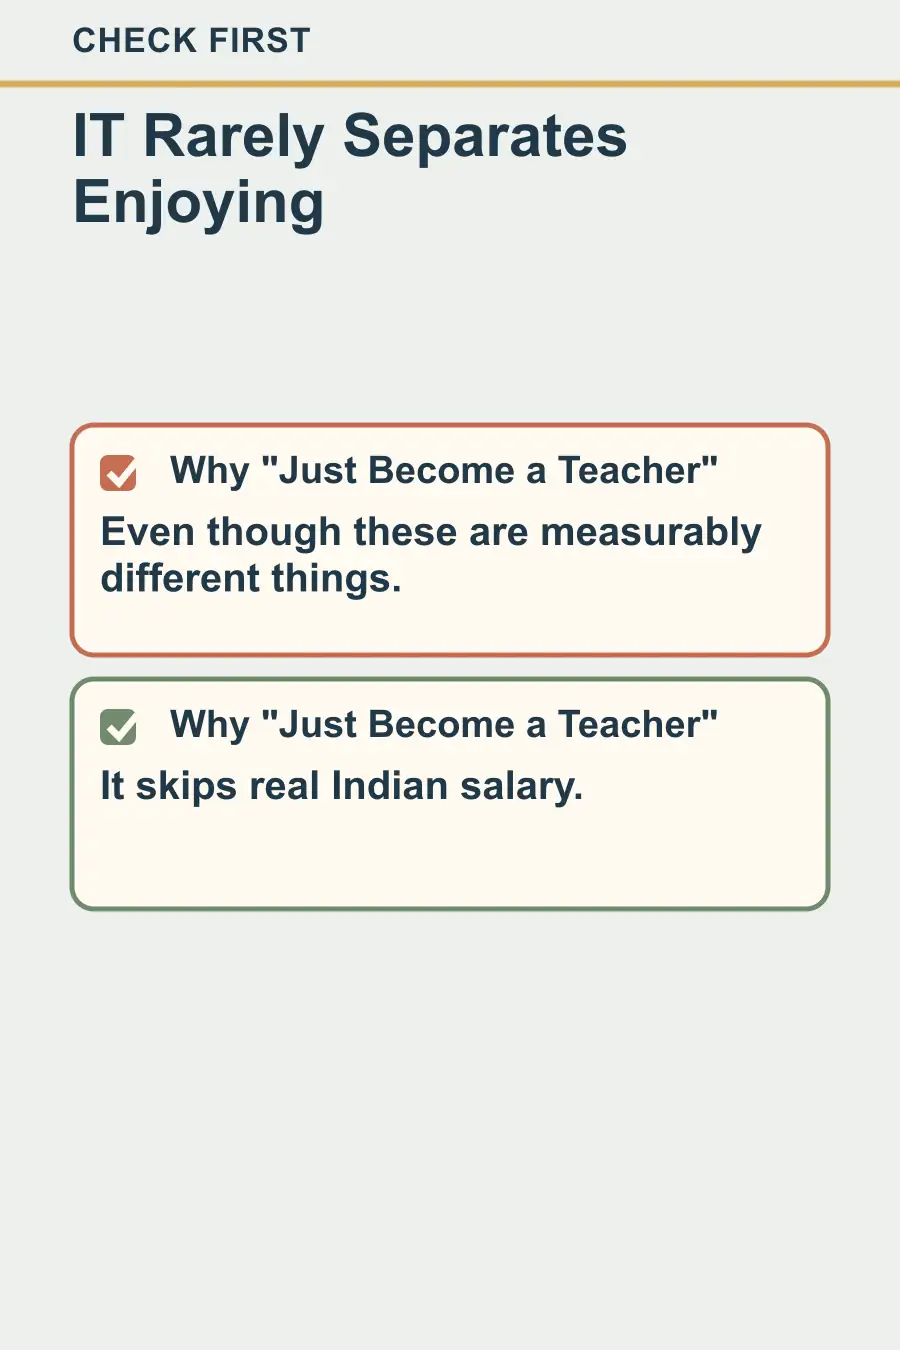 CHECK FIRST
IT Rarely Separates
Enjoying
Why "Just Become a Teacher"
Even though these are measurably
different things.
Why "Just Become a Teacher"
It skips real Indian salary.